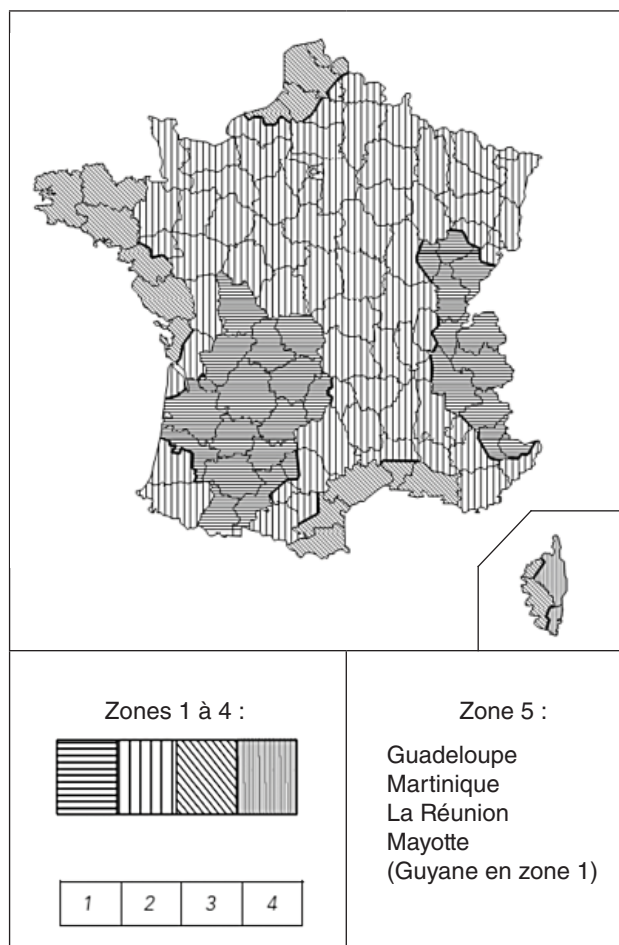 Zones 1 à 4 :
1 2 3 4
Zone 5 :
Guadeloupe
Martinique
La Réunion
Mayotte
(Guyane en zone 1)